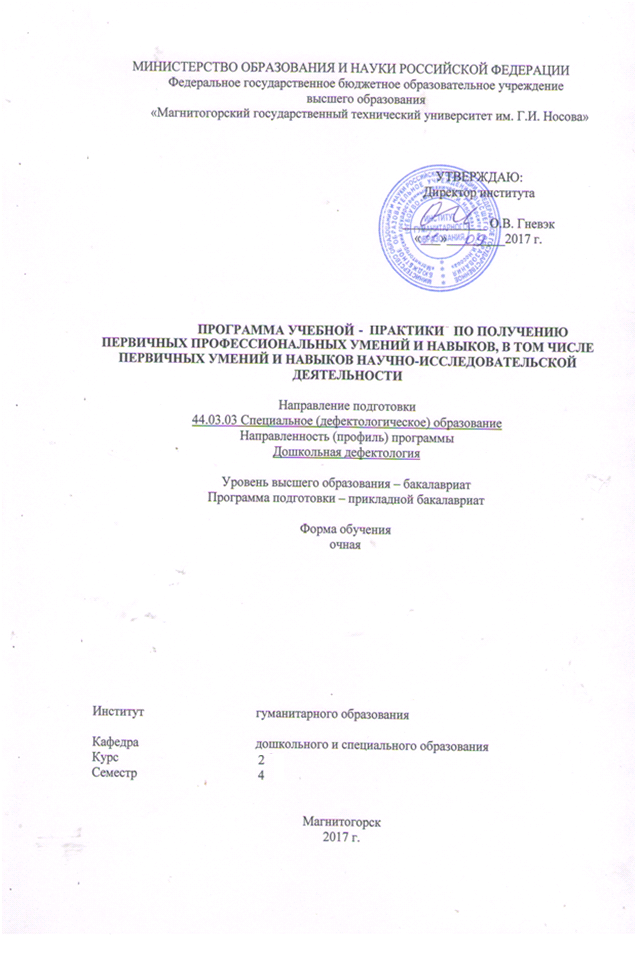 МИНИСТЕРСТВО ОБРАЗОВАНИЯ И НАУКИ РОССИЙСКОЙ ФЕДЕРАЦИИ
Федеральное государственное бюджетное образовательное учреждение
высшего образования
«Магнитогорский государственный технический университет им. Г.И. Носова»
УТВЕРЖДАЮ:
Директор института
О.В. Гневэк
« » 09 2017 г.
ИНСТИТУТ
ГУМАНИТАРНОГО
ОБРАЗОВАНИЯ
ПРОГРАММА УЧЕБНОЙ - ПРАКТИКИ ПО ПОЛУЧЕНИЮ
ПЕРВИЧНЫХ ПРОФЕССИОНАЛЬНЫХ УМЕНИЙ И НАВЫКОВ, В ТОМ ЧИСЛЕ
ПЕРВИЧНЫХ УМЕНИЙ И НАВЫКОВ НАУЧНО-ИССЛЕДОВАТЕЛЬСКОЙ
ДЕЯТЕЛЬНОСТИ
Направление подготовки
44.03.03 Специальное (дефектологическое) образование
Направленность (профиль) программы
Дошкольная дефектология
Уровень высшего образования – бакалавриат
Программа подготовки – прикладной бакалавриат
Форма обучения
очная
Институт гуманитарного образования
Кафедра дошкольного и специального образования
Курс 2
Семестр 4
Магнитогорск
2017 г.